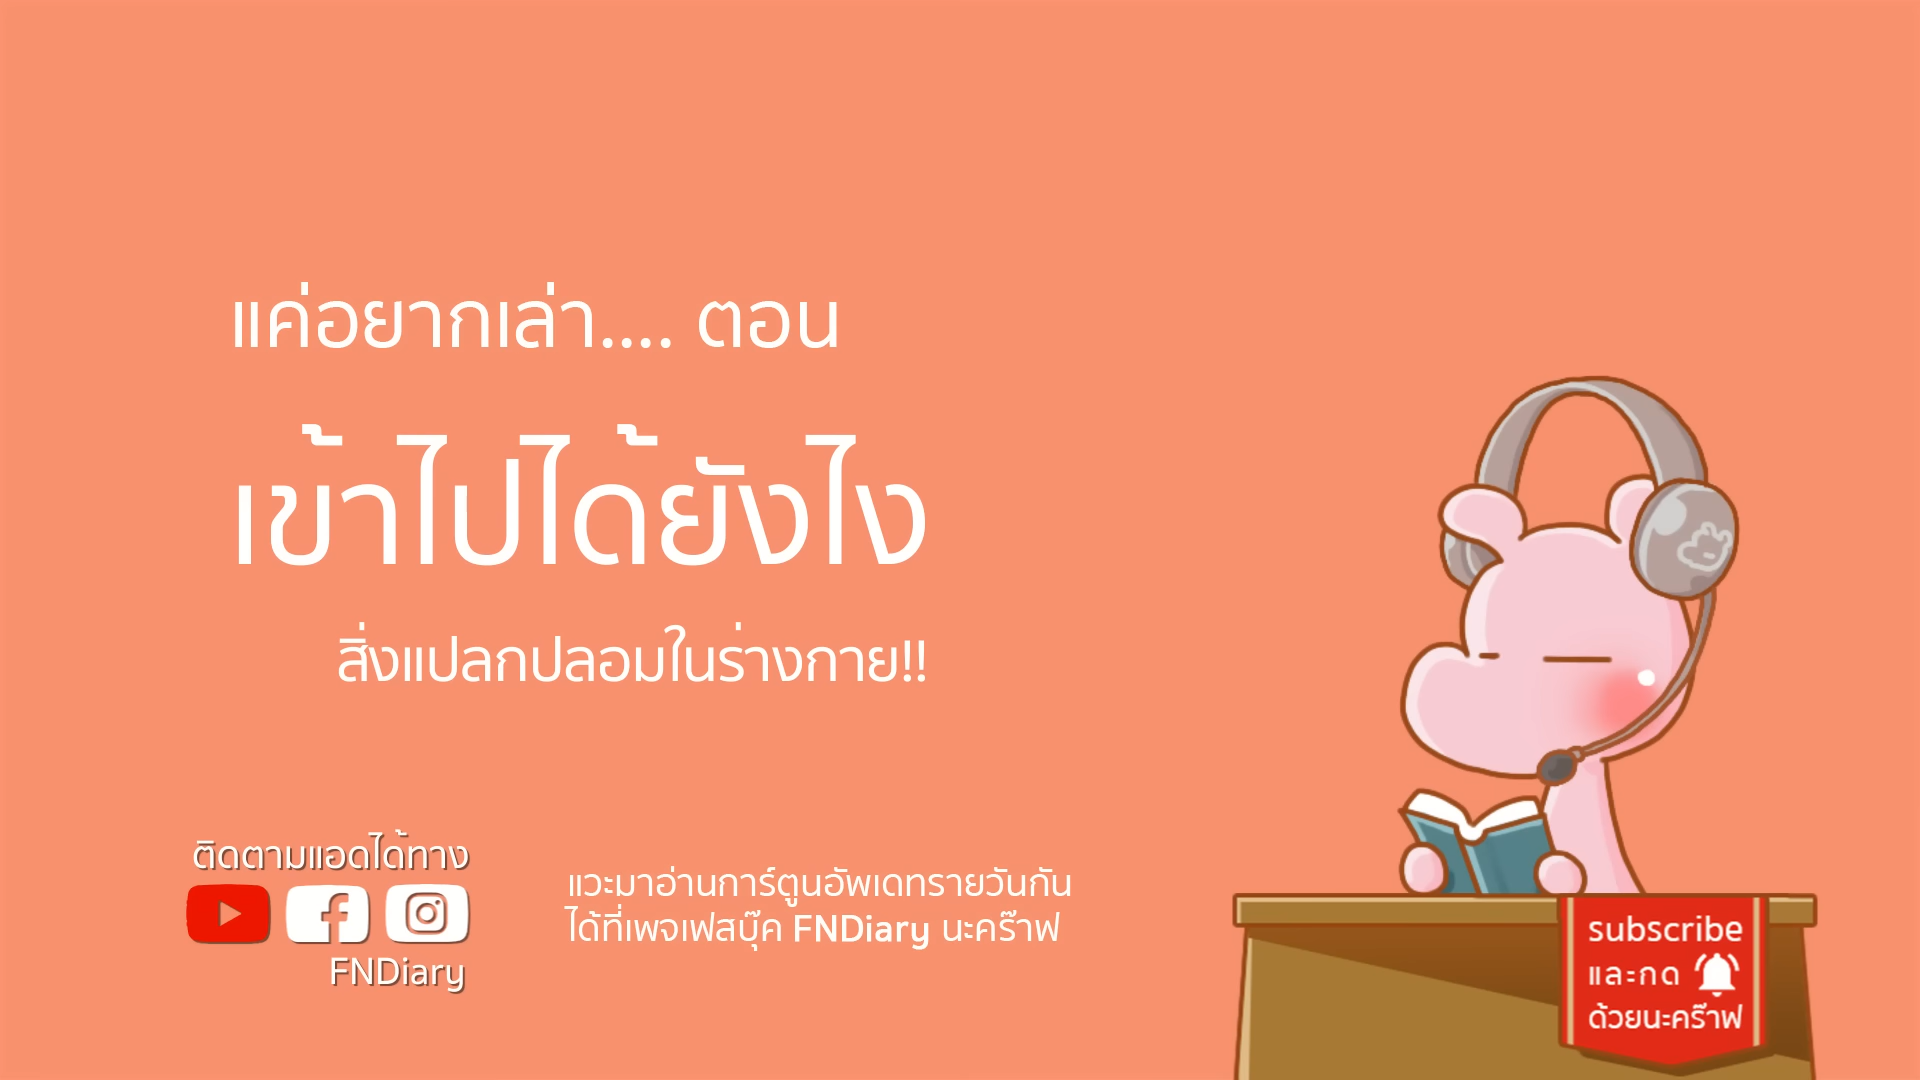 แค่อยากเล่า.... ตอน
เข้าไปได้ยังไง
สิ่งแปลกปลอมในร่างกาย!!
ติดตามแอดได้ทาง
FNDiary
แวะมาอ่านการ์ตูนอัพเดทรายวันกัน
ได้ที่เพจเฟสบุ๊ค FNDiary นะคร๊าฟ
subscribe
และกด
ด้วยนะคร๊าฟ